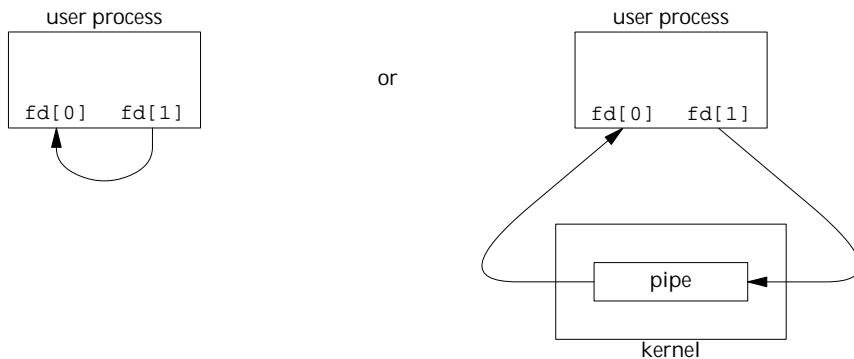 user process
fd[0] fd[1]
or
user process
fd[0] fd[1]
pipe
kernel